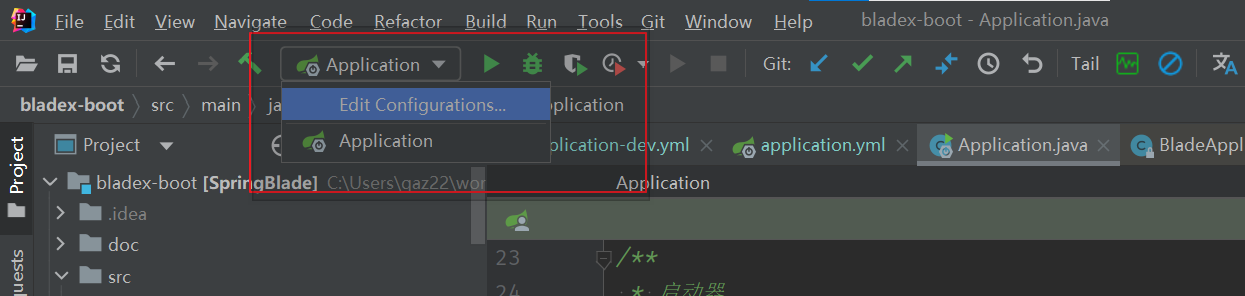 File Edit View Navigate Code Refactor Build Run Tools Git Window Help bladex-boot - Application.java
Application Git: Tail
Edit Configurations...
bladex-boot src main ja pplication
Application
Project plication-dev.yml application.yml Application.java BladeAppl
bladex-boot [SpringBlade] C:\Users\qaz22\wor Application
.idea
doc
23 /**
src
24 * 启动器
Project
quests